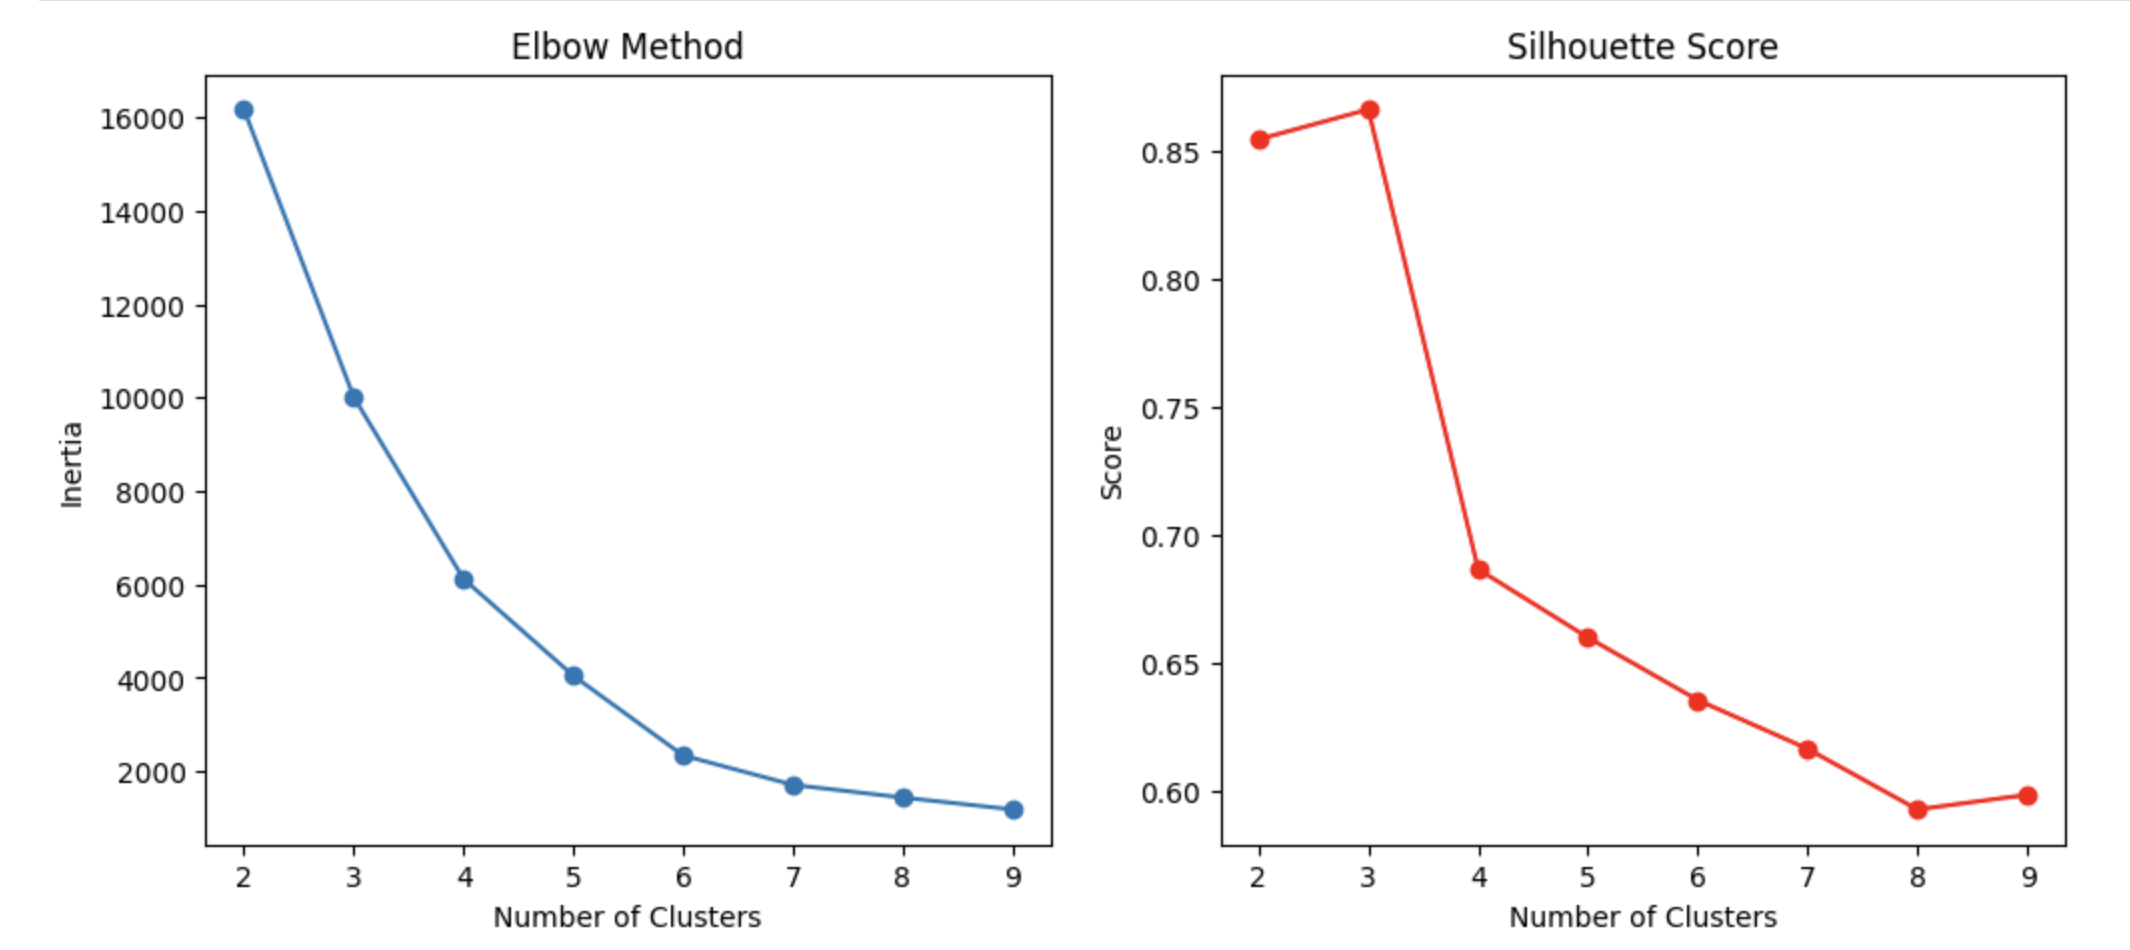 Elbow Method
16000
14000
12000
10000
8000
6000
4000
2000
Inertia
2 3 4 5 6 7 8 9
Number of Clusters
Silhouette Score
0.85
0.80
0.75
0.70
0.65
0.60
Score
2 3 4 5 6 7 8 9
Number of Clusters